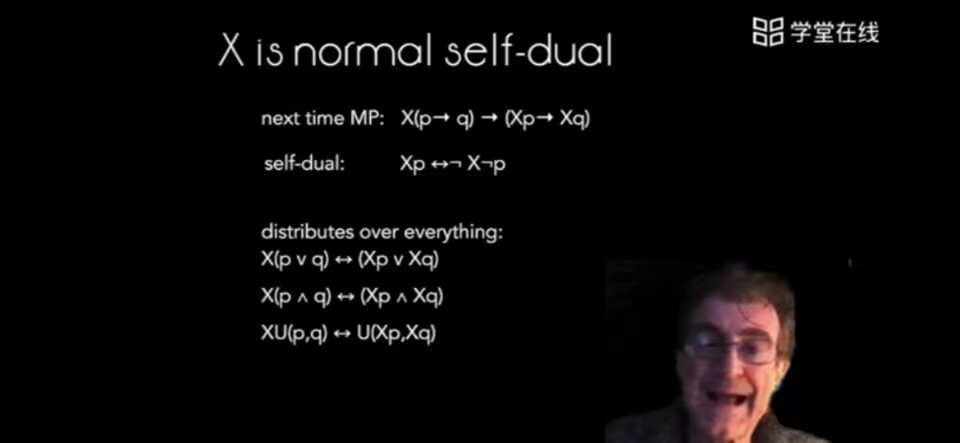 X is normal self-dual
学堂在线
next time MP: X(p→ q) → (Xp→ Xq)
self-dual: Xp ↔¬ X¬p
distributes over everything:
X(p ∨ q) ↔ (Xp ∨ Xq)
X(p ∧ q) ↔ (Xp ∧ Xq)
XU(p,q) ↔ U(Xp,Xq)